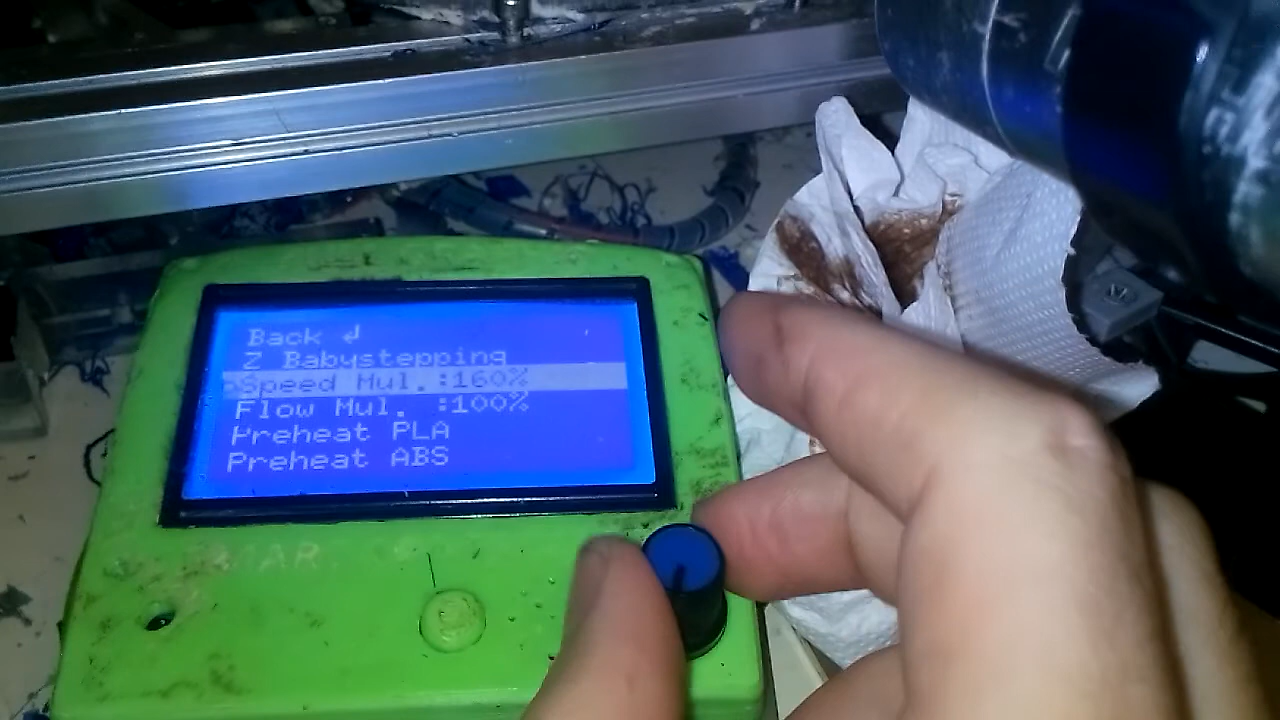 Back ↲
Z Babystepping
Speed Mul.:160%
Flow Mul. :100%
Preheat PLA
Preheat ABS